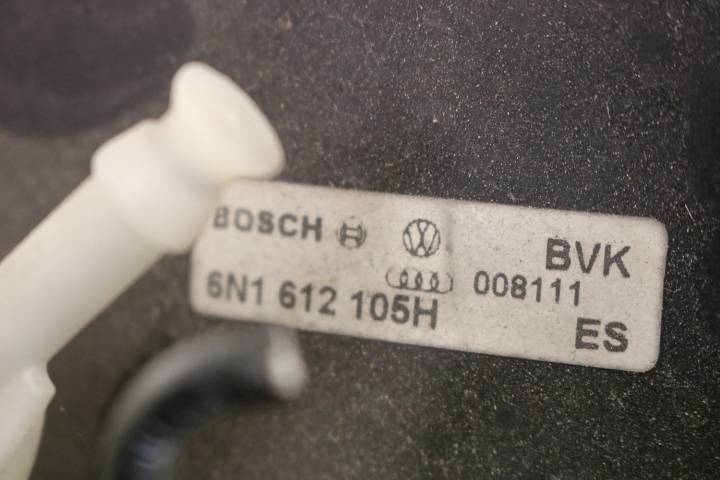 BOSCH
BVK
008111
6N1 612 105H
ES